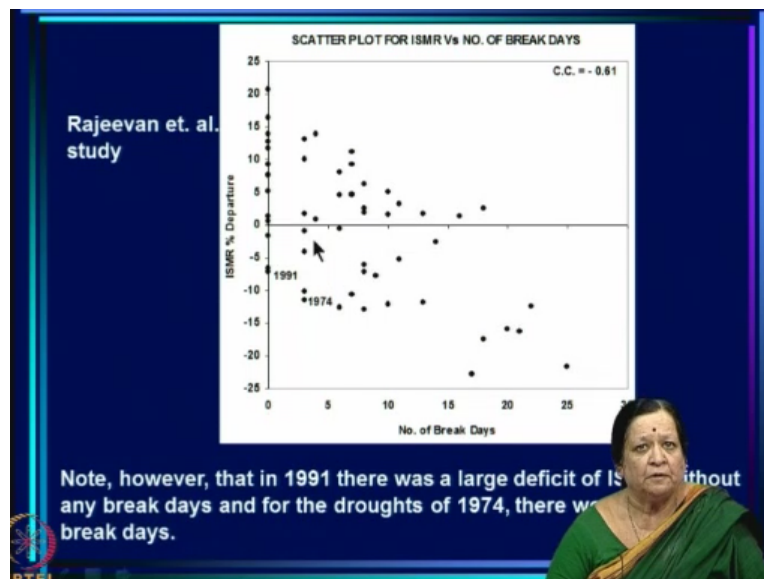 SCATTER PLOT FOR ISMR Vs NO. OF BREAK DAYS
C.C. = - 0.61
Rajeevan et. al.
study
ISMR % Departure
25
20
15
10
5
0
-5
-10
-15
-20
-25
1991
1974
0 5 10 15 20 25
No. of Break Days
Note, however, that in 1991 there was a large deficit of
any break days and for the droughts of 1974, there
break days.